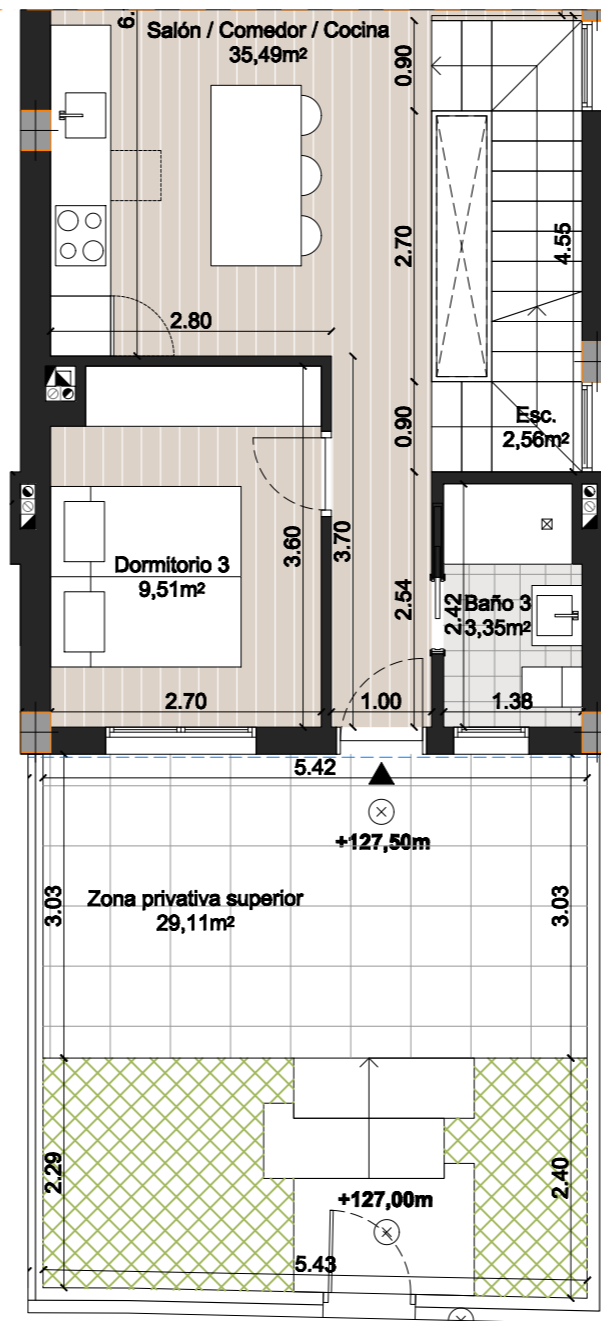 6.
Salón / Comedor / Cocina
35,49m²
0.90
2.70
4.55
2.80
0.90
Esc.
2,56m²
3.60
3.70
Dormitorio 3
9,51m²
2.54
2.42
Baño 3
3,35m²
2.70
1.00
1.38
5.42
+127,50m
3.03
3.03
Zona privativa superior
29,11m²
2.29
2.40
+127,00m
5.43